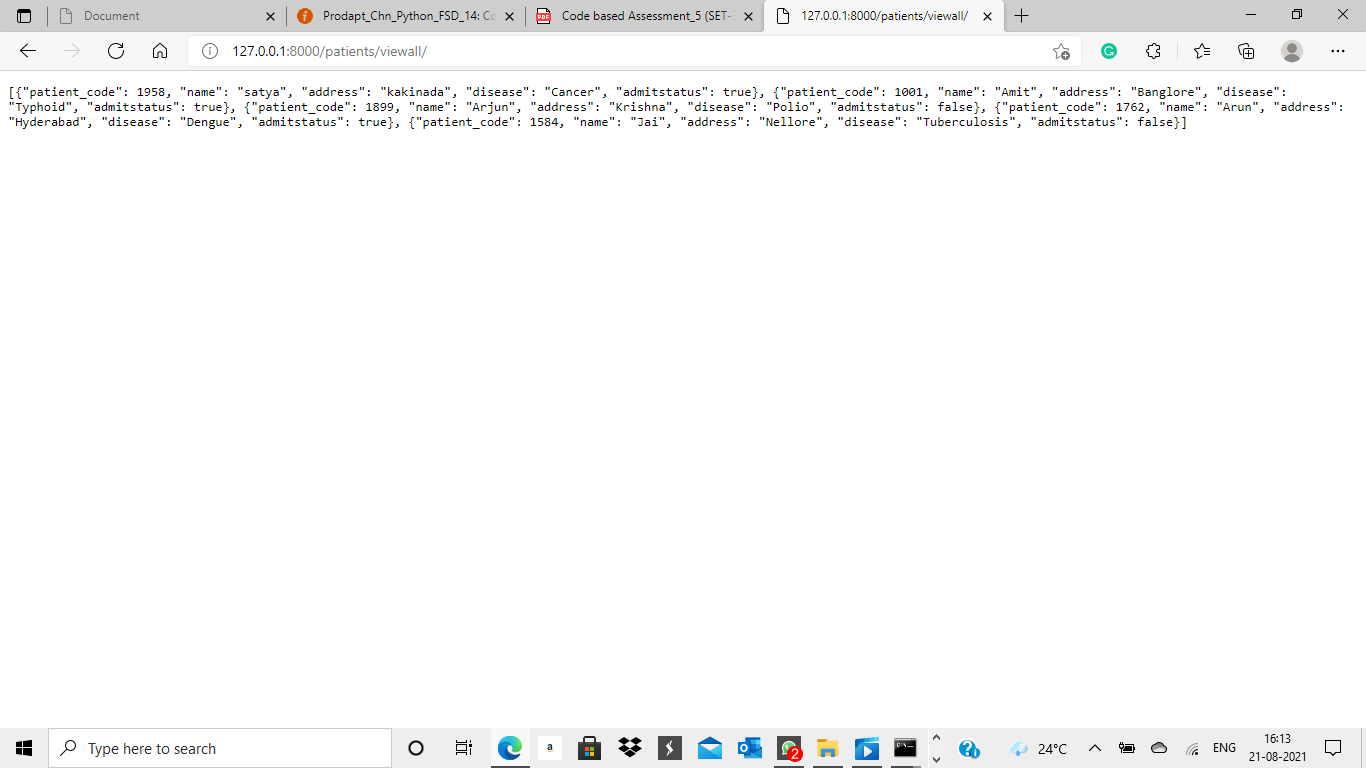 Document
Prodapt_Chn_Python_FSD_14: Co
Code based Assessment_5 (SET-3
127.0.0.1:8000/patients/viewall/
127.0.0.1:8000/patients/viewall/
[{"patient_code": 1958, "name": "satya", "address": "kakinada", "disease": "Cancer", "admitstatus": true}, {"patient_code": 1001, "name": "Amit", "address": "Banglore", "disease":
"Typhoid", "admitstatus": true}, {"patient_code": 1899, "name": "Arjun", "address": "Krishna", "disease": "Polio", "admitstatus": false}, {"patient_code": 1762, "name": "Arun", "address":
"Hyderabad", "disease": "Dengue", "admitstatus": true}, {"patient_code": 1584, "name": "Jai", "address": "Nellore", "disease": "Tuberculosis", "admitstatus": false}]
Type here to search
a
2
24°C
ENG
16:13
21-08-2021